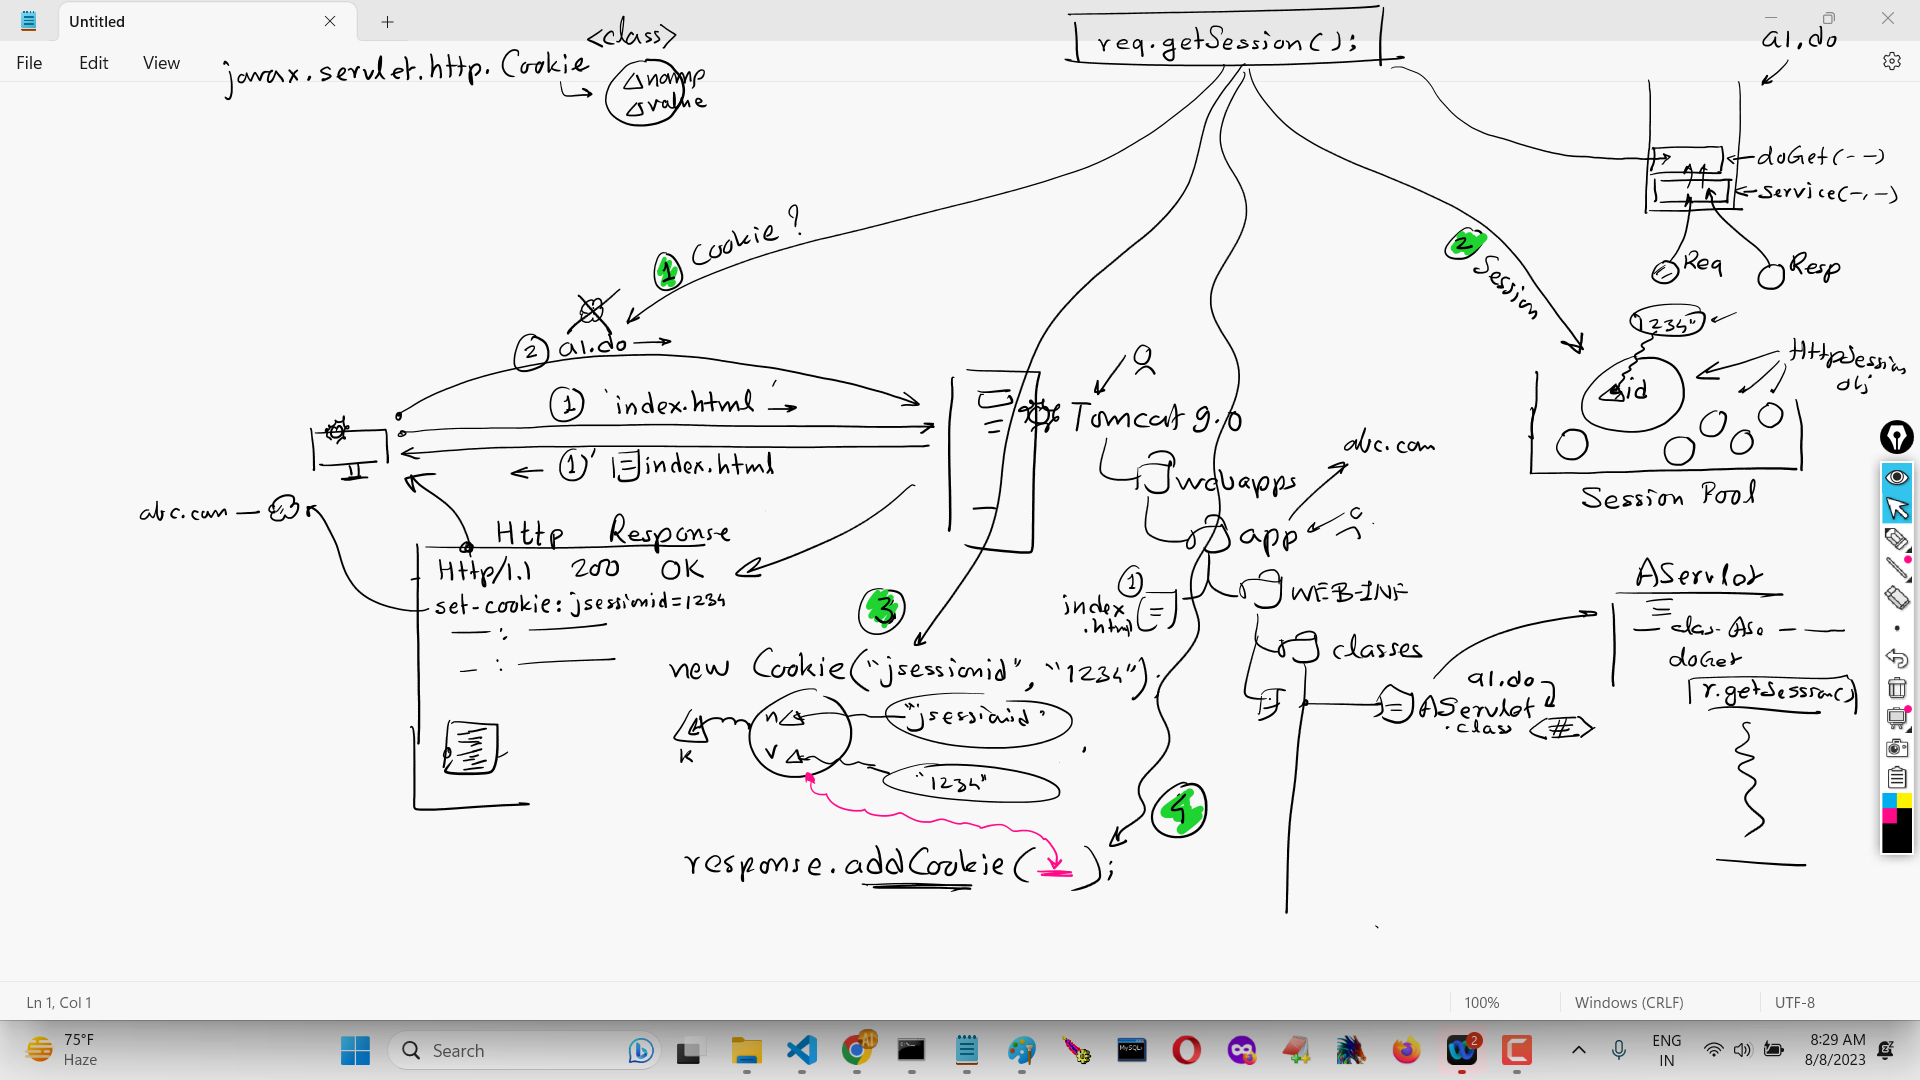 Untitled
File Edit View
<class>
javax.servlet.http.Cookie
name
value
req.getSession();
a1.do
doGet(- -)
service(-,-)
Req
Resp
1 Cookie ?
2 Session
2 a1.do
1 index.html
1' index.html
Tomcat 9.0
webapps
app
abc.com
WEB-INF
1
index
.html
classes
a1.do
AServlet
.class
#
1234"
id
HttpSession
obj
Session Pool
AServlet
doGet
r.getSession()
abc.com
Http Response
Http/1.1 200 OK
set-cookie: jsessionid=1234
3
new Cookie("jsessionid", "1234");
K
n
v
"jsessionid"
"1234"
4
response.addCookie( );
Ln 1, Col 1
100%
Windows (CRLF)
UTF-8
75°F
Haze
Search
MySQL
2
ENG
IN
8:29 AM
8/8/2023